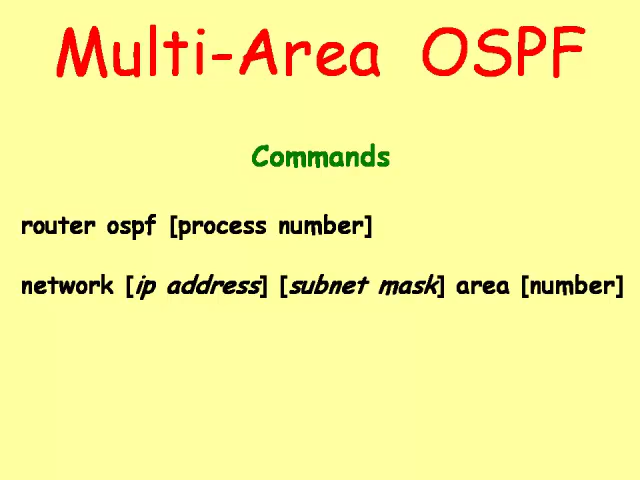 Multi-Area OSPF
Commands
router ospf [process number]
network [ip address] [subnet mask] area [number]